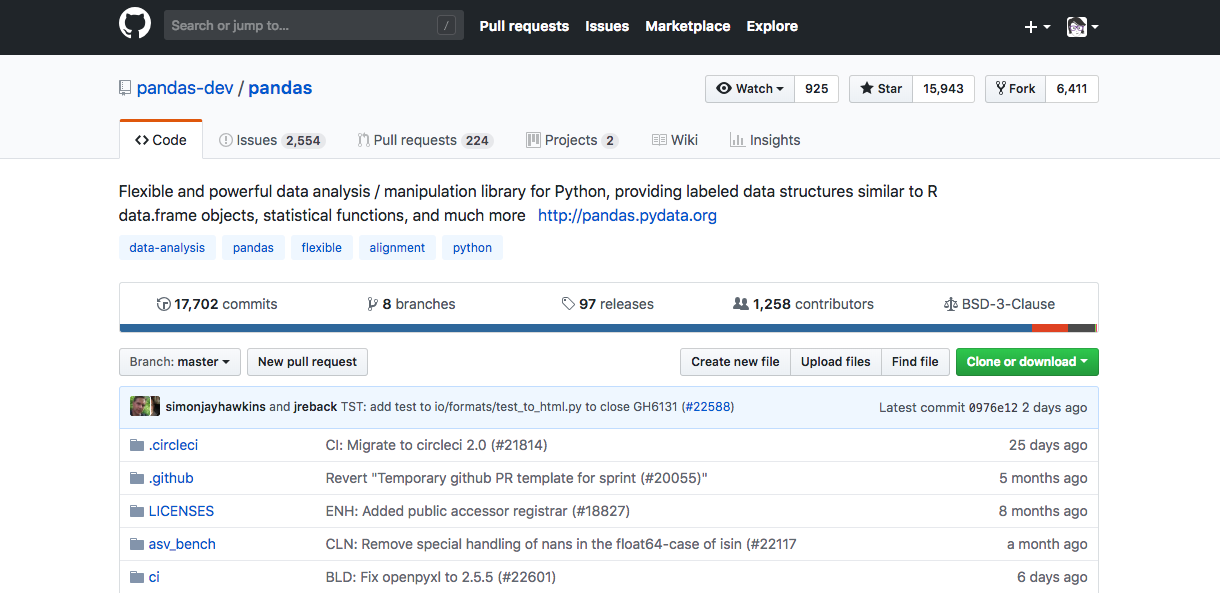 Search or jump to... / Pull requests Issues Marketplace Explore
pandas-dev / pandas Watch 925 Star 15,943 Fork 6,411
Code Issues 2,554 Pull requests 224 Projects 2 Wiki Insights
Flexible and powerful data analysis / manipulation library for Python, providing labeled data structures similar to R
data.frame objects, statistical functions, and much more http://pandas.pydata.org
data-analysis pandas flexible alignment python
17,702 commits 8 branches 97 releases 1,258 contributors BSD-3-Clause
Branch: master New pull request Create new file Upload files Find file Clone or download
simonjayhawkins and jreback TST: add test to io/formats/test_to_html.py to close GH6131 (#22588) Latest commit 0976e12 2 days ago
.circleci CI: Migrate to circleci 2.0 (#21814) 25 days ago
.github Revert "Temporary github PR template for sprint (#20055)" 5 months ago
LICENSES ENH: Added public accessor registrar (#18827) 8 months ago
asv_bench CLN: Remove special handling of nans in the float64-case of isin (#22117 a month ago
ci BLD: Fix openpyxl to 2.5.5 (#22601) 6 days ago